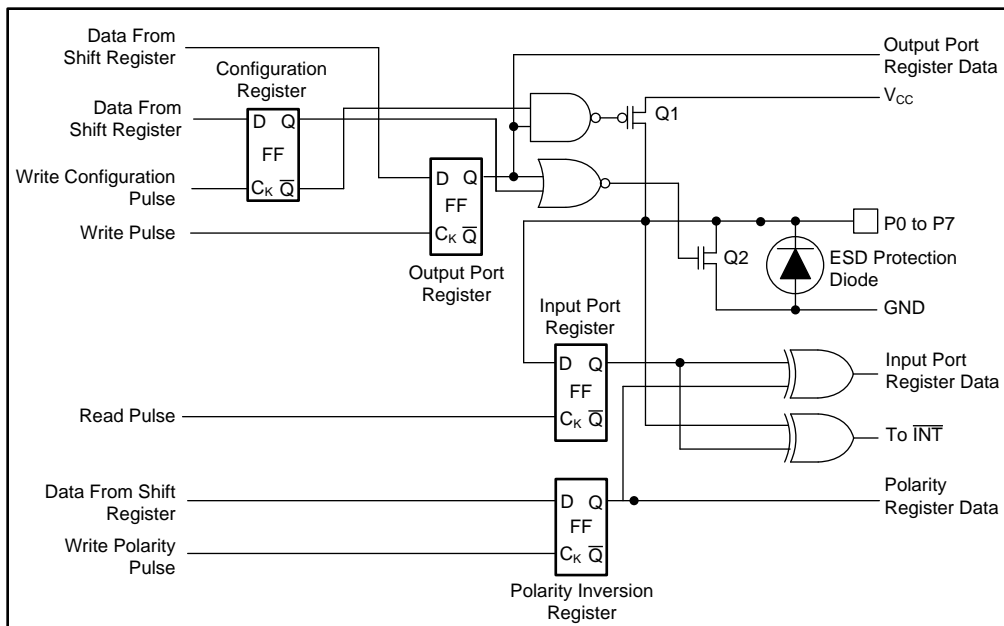 Data From
Shift Register
Configuration
Register
Output Port
Register Data
VCC
Q1
Data From
Shift Register
D Q
FF
CK Q̅
Write Configuration
Pulse
D Q
FF
CK Q̅
Write Pulse
Output Port
Register
P0 to P7
Q2
ESD Protection
Diode
GND
Input Port
Register
D Q
FF
CK Q̅
Input Port
Register Data
Read Pulse
To I̅N̅T̅
Data From Shift
Register
D Q
FF
CK Q̅
Polarity
Register Data
Write Polarity
Pulse
Polarity Inversion
Register